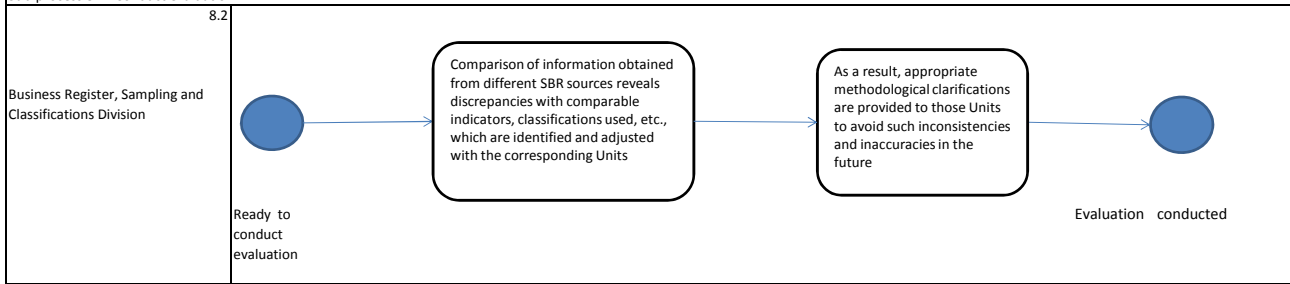 8.2
Business Register, Sampling and
Classifications Division
Comparison of information obtained
from different SBR sources reveals
discrepancies with comparable
indicators, classifications used, etc.,
which are identified and adjusted
with the corresponding Units
As a result, appropriate
methodological clarifications
are provided to those Units
to avoid such inconsistencies
and inaccuracies in the
future
Ready to
conduct
evaluation
Evaluation conducted